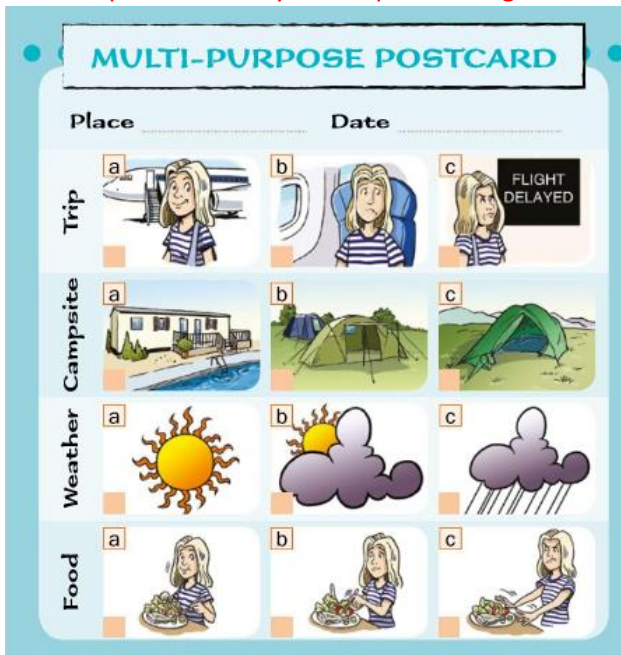 MULTI-PURPOSE POSTCARD
Place Date
Trip
a b c
FLIGHT
DELAYED
Campsite
a b c
Weather
a b c
Food
a b c